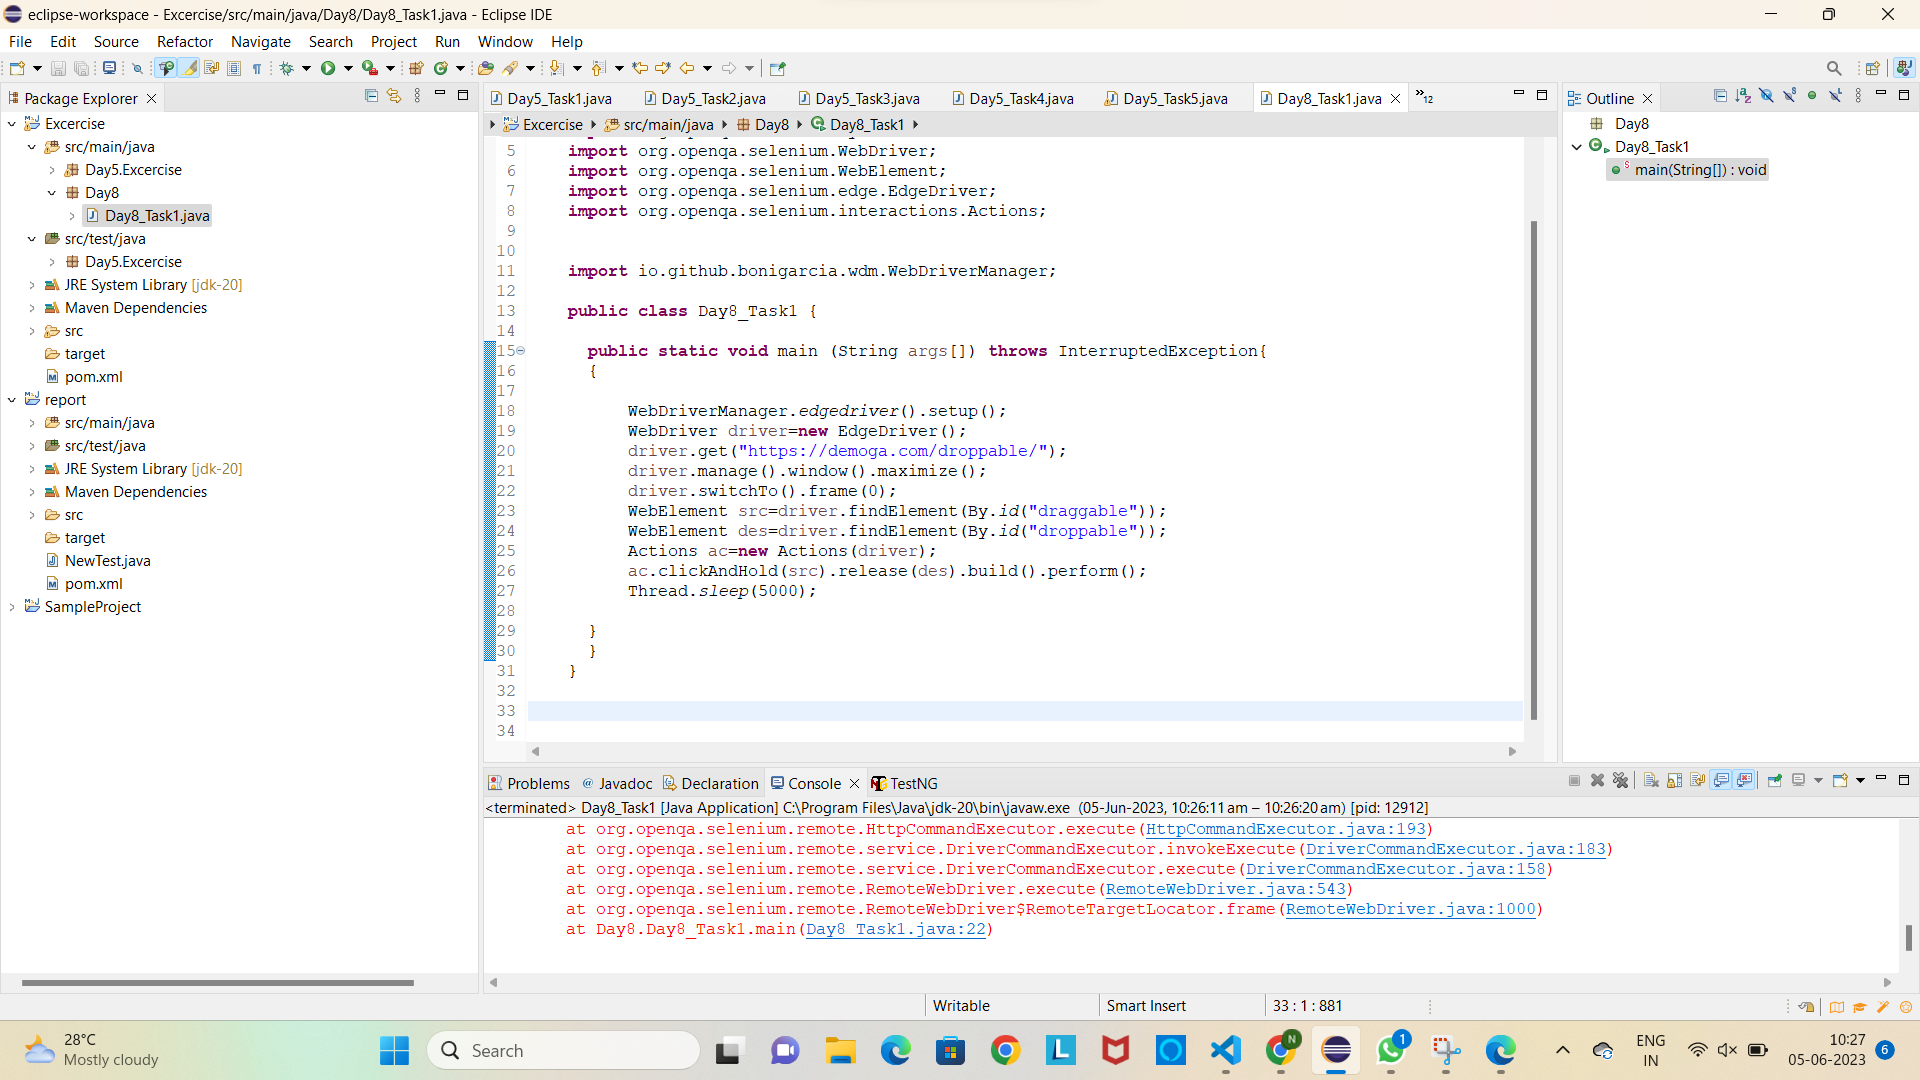 eclipse-workspace - Excercise/src/main/java/Day8/Day8_Task1.java - Eclipse IDE
File Edit Source Refactor Navigate Search Project Run Window Help
Package Explorer
Excercise
src/main/java
Day5.Excercise
Day8
Day8_Task1.java
src/test/java
Day5.Excercise
JRE System Library [jdk-20]
Maven Dependencies
src
target
pom.xml
report
src/main/java
src/test/java
JRE System Library [jdk-20]
Maven Dependencies
src
target
NewTest.java
pom.xml
SampleProject
Day5_Task1.java Day5_Task2.java Day5_Task3.java Day5_Task4.java Day5_Task5.java Day8_Task1.java »12
Excercise src/main/java Day8 Day8_Task1
5 import org.openqa.selenium.WebDriver;
6 import org.openqa.selenium.WebElement;
7 import org.openqa.selenium.edge.EdgeDriver;
8 import org.openqa.selenium.interactions.Actions;
9
10
11 import io.github.bonigarcia.wdm.WebDriverManager;
12
13 public class Day8_Task1 {
14
15 public static void main (String args[]) throws InterruptedException{
16 {
17
18 WebDriverManager.edgedriver().setup();
19 WebDriver driver=new EdgeDriver();
20 driver.get("https://demoga.com/droppable/");
21 driver.manage().window().maximize();
22 driver.switchTo().frame(0);
23 WebElement src=driver.findElement(By.id("draggable"));
24 WebElement des=driver.findElement(By.id("droppable"));
25 Actions ac=new Actions(driver);
26 ac.clickAndHold(src).release(des).build().perform();
27 Thread.sleep(5000);
28
29 }
30 }
31 }
32
33
34
Outline
Day8
Day8_Task1
main(String[]) : void
Problems Javadoc Declaration Console TestNG
<terminated> Day8_Task1 [Java Application] C:\Program Files\Java\jdk-20\bin\javaw.exe (05-Jun-2023, 10:26:11 am – 10:26:20 am) [pid: 12912]
at org.openqa.selenium.remote.HttpCommandExecutor.execute(HttpCommandExecutor.java:193)
at org.openqa.selenium.remote.service.DriverCommandExecutor.invokeExecute(DriverCommandExecutor.java:183)
at org.openqa.selenium.remote.service.DriverCommandExecutor.execute(DriverCommandExecutor.java:158)
at org.openqa.selenium.remote.RemoteWebDriver.execute(RemoteWebDriver.java:543)
at org.openqa.selenium.remote.RemoteWebDriver$RemoteTargetLocator.frame(RemoteWebDriver.java:1000)
at Day8.Day8_Task1.main(Day8_Task1.java:22)
Writable Smart Insert 33 : 1 : 881
28°C
Mostly cloudy
Search
1
ENG
IN
10:27
05-06-2023
6